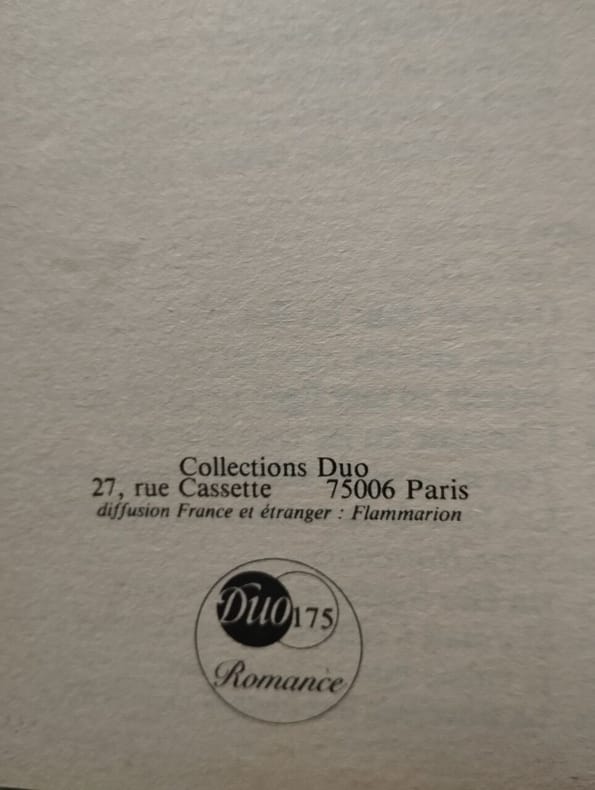 Collections Duo
27, rue Cassette 75006 Paris
diffusion France et étranger : Flammarion
Duo 175
Romance